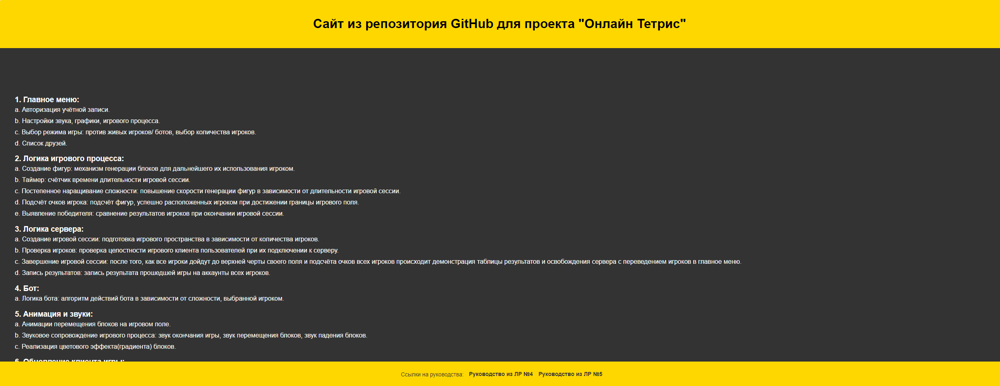 Сайт из репозитория GitHub для проекта "Онлайн Тетрис"
1. Главное меню:
a. Авторизация учётной записи.
b. Настройки звука, графики, игрового процесса.
c. Выбор режима игры: против живых игроков/ ботов, выбор количества игроков.
d. Список друзей.
2. Логика игрового процесса:
a. Создание фигур: механизм генерации блоков для дальнейшего их использования игроком.
b. Таймер: счётчик времени длительности игровой сессии.
c. Постепенное наращивание сложности: повышение скорости генерации фигур в зависимости от длительности игровой сессии.
d. Подсчёт очков игрока: подсчёт фигур, успешно расположенных игроком при достижении границы игрового поля.
e. Выявление победителя: сравнение результатов игроков при окончании игровой сессии.
3. Логика сервера:
a. Создание игровой сессии: подготовка игрового пространства в зависимости от количества игроков.
b. Проверка игроков: проверка целостности игрового клиента пользователей при их подключении к серверу.
c. Завершение игровой сессии: после того, как все игроки дойдут до верхней черты своего поля и подсчёта очков всех игроков происходит демонстрация таблицы результатов и освобождения сервера с переведением игроков в главное меню.
d. Запись результатов: запись результата прошедшей игры на аккаунты всех игроков.
4. Бот:
a. Логика бота: алгоритм действий бота в зависимости от сложности, выбранной игроком.
5. Анимация и звуки:
a. Анимации перемещения блоков на игровом поле.
b. Звуковое сопровождение игрового процесса: звук окончания игры, звук перемещения блоков, звук падения блоков.
c. Реализация цветового эффекта(градиента) блоков.
6. Обновление клиента игры:
Ссылки на руководства: Руководство из ЛР №4 Руководство из ЛР №5